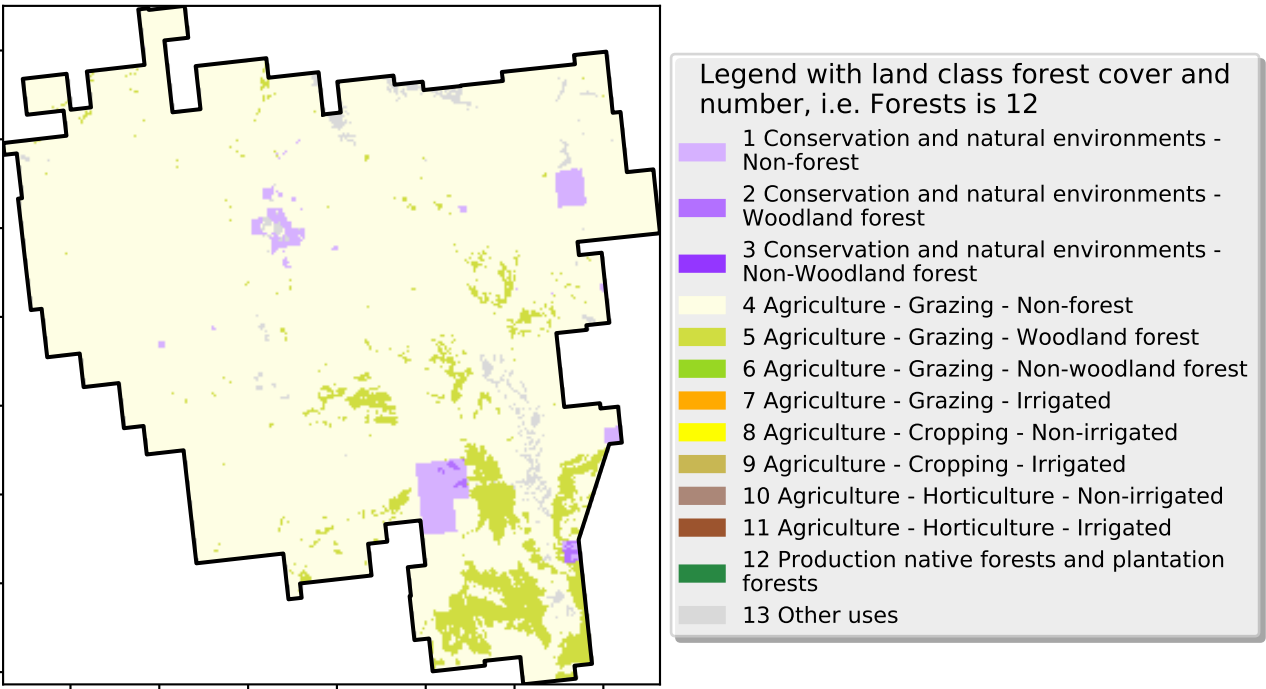 Legend with land class forest cover and
number, i.e. Forests is 12
1 Conservation and natural environments -
Non-forest
2 Conservation and natural environments -
Woodland forest
3 Conservation and natural environments -
Non-Woodland forest
4 Agriculture - Grazing - Non-forest
5 Agriculture - Grazing - Woodland forest
6 Agriculture - Grazing - Non-woodland forest
7 Agriculture - Grazing - Irrigated
8 Agriculture - Cropping - Non-irrigated
9 Agriculture - Cropping - Irrigated
10 Agriculture - Horticulture - Non-irrigated
11 Agriculture - Horticulture - Irrigated
12 Production native forests and plantation
forests
13 Other uses